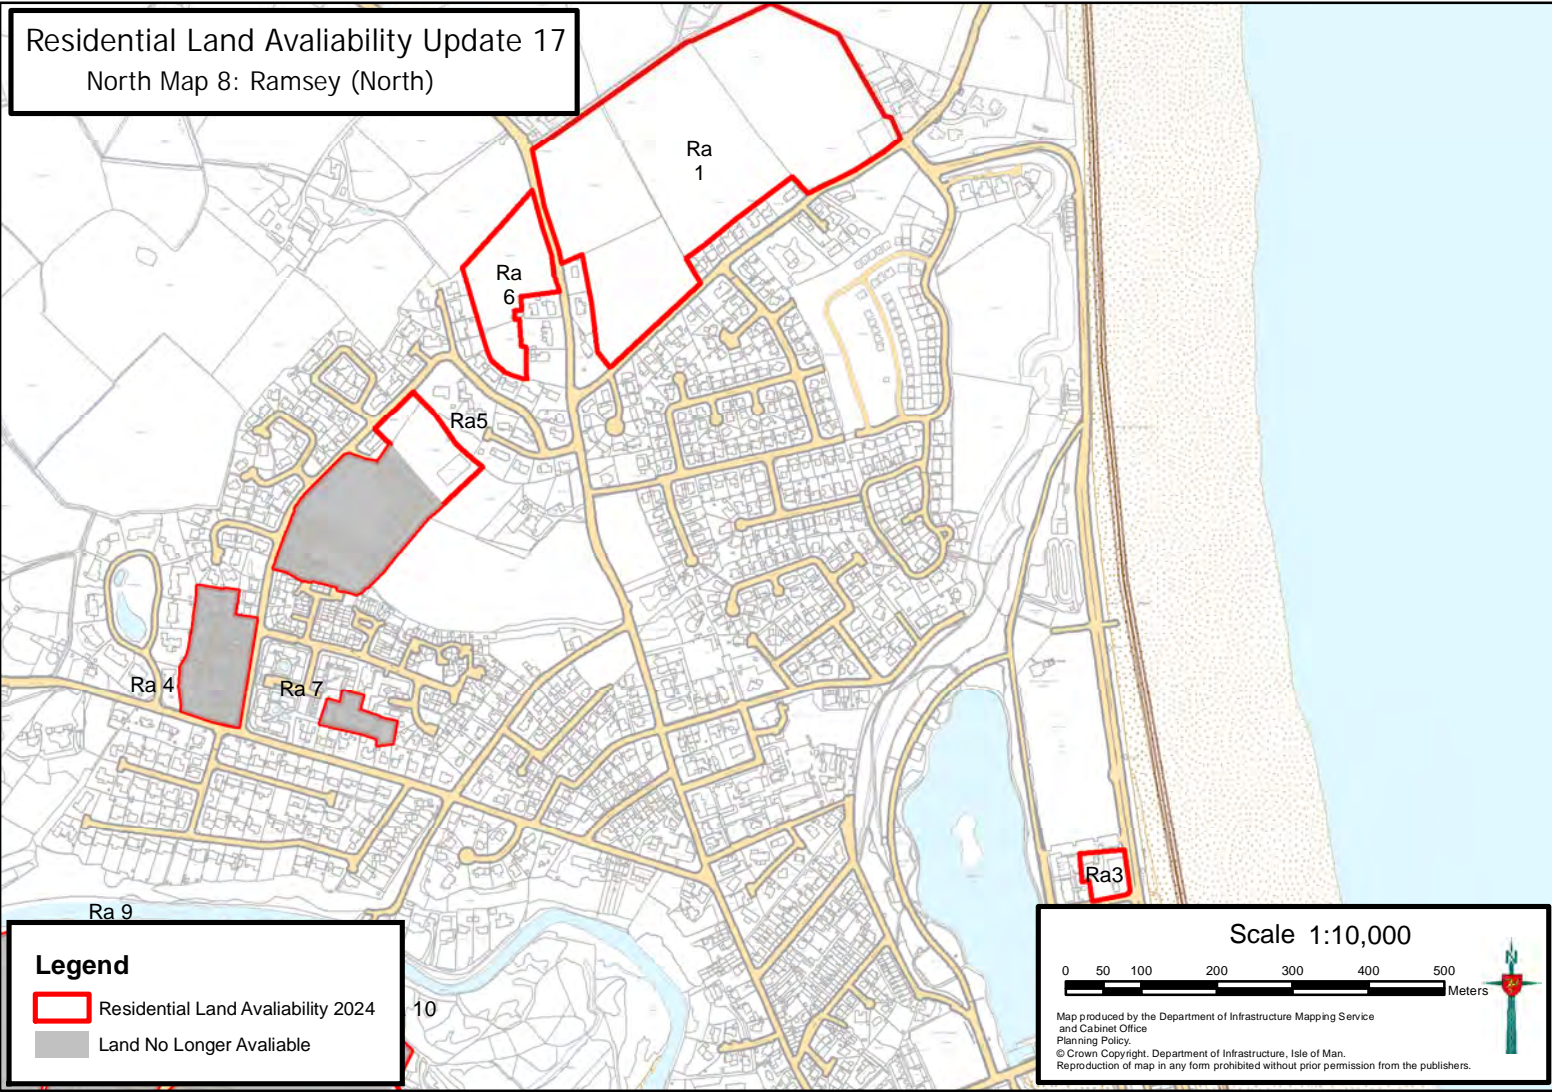 Residential Land Avaliability Update 17
North Map 8: Ramsey (North)
Ra
1
Ra
6
Ra5
Ra 4
Ra 7
Ra3
Ra 9
10
Legend
Residential Land Avaliability 2024
Land No Longer Avaliable
Scale 1:10,000
0 50 100 200 300 400 500
Meters
N
Map produced by the Department of Infrastructure Mapping Service
and Cabinet Office
Planning Policy.
© Crown Copyright. Department of Infrastructure, Isle of Man.
Reproduction of map in any form prohibited without prior permission from the publishers.